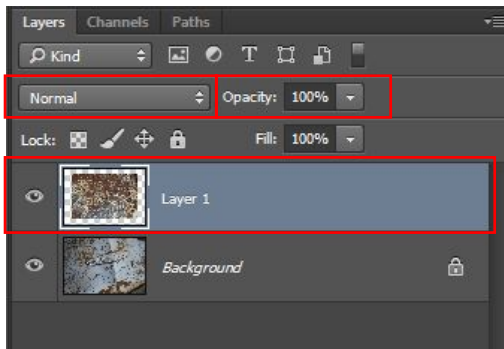 Layers Channels Paths
Kind T
Normal Opacity: 100%
Lock: Fill: 100%
Layer 1
Background